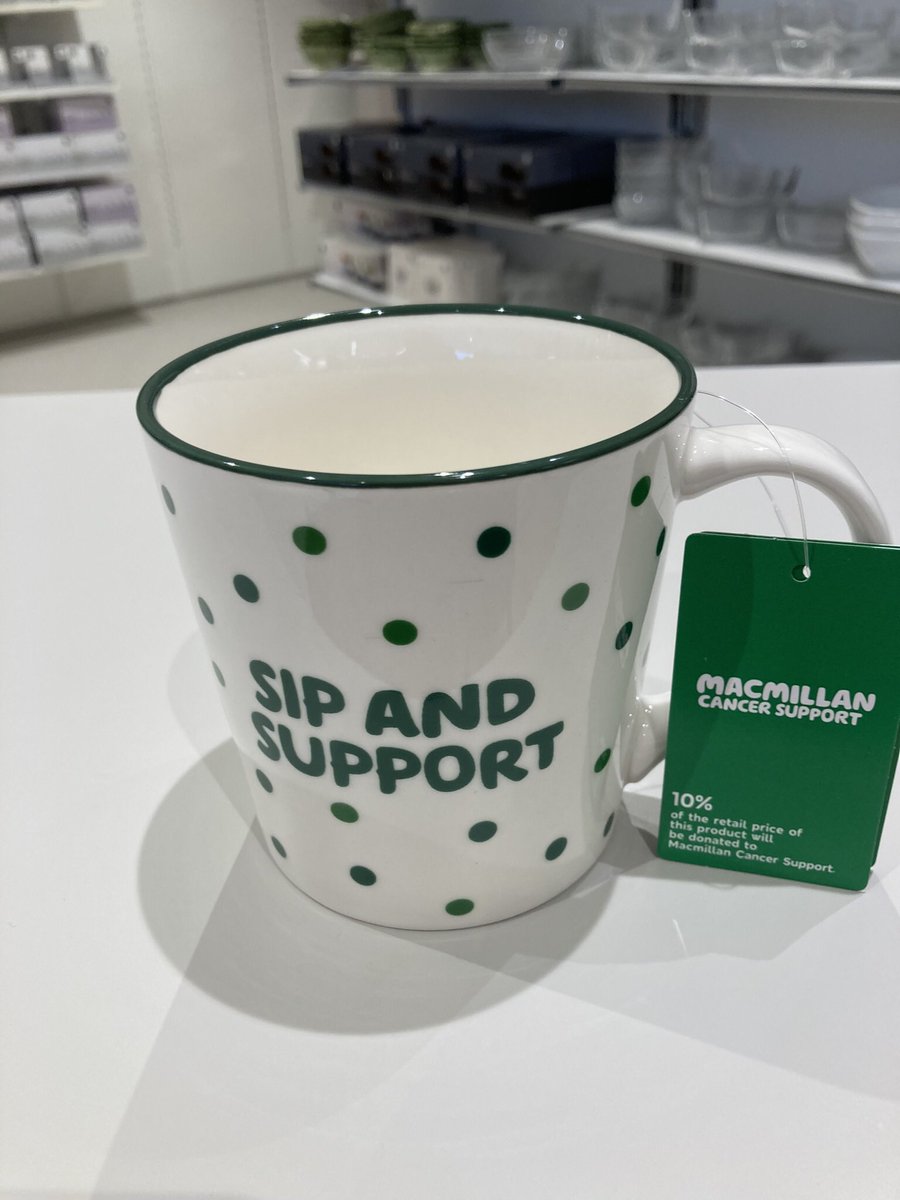 SIP AND
SUPPORT
MACMILLAN
CANCER SUPPORT
10%
of the retail price of
this product will
be donated to
Macmillan Cancer Support.